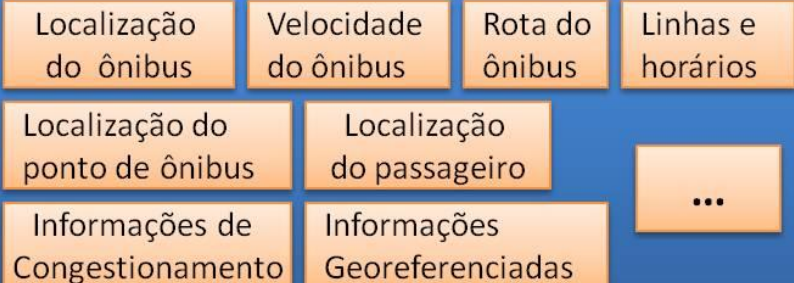 Localização
do ônibus
Velocidade
do ônibus
Rota do
ônibus
Linhas e
horários
Localização do
ponto de ônibus
Localização
do passageiro
...
Informações de
Congestionamento
Informações
Georeferenciadas